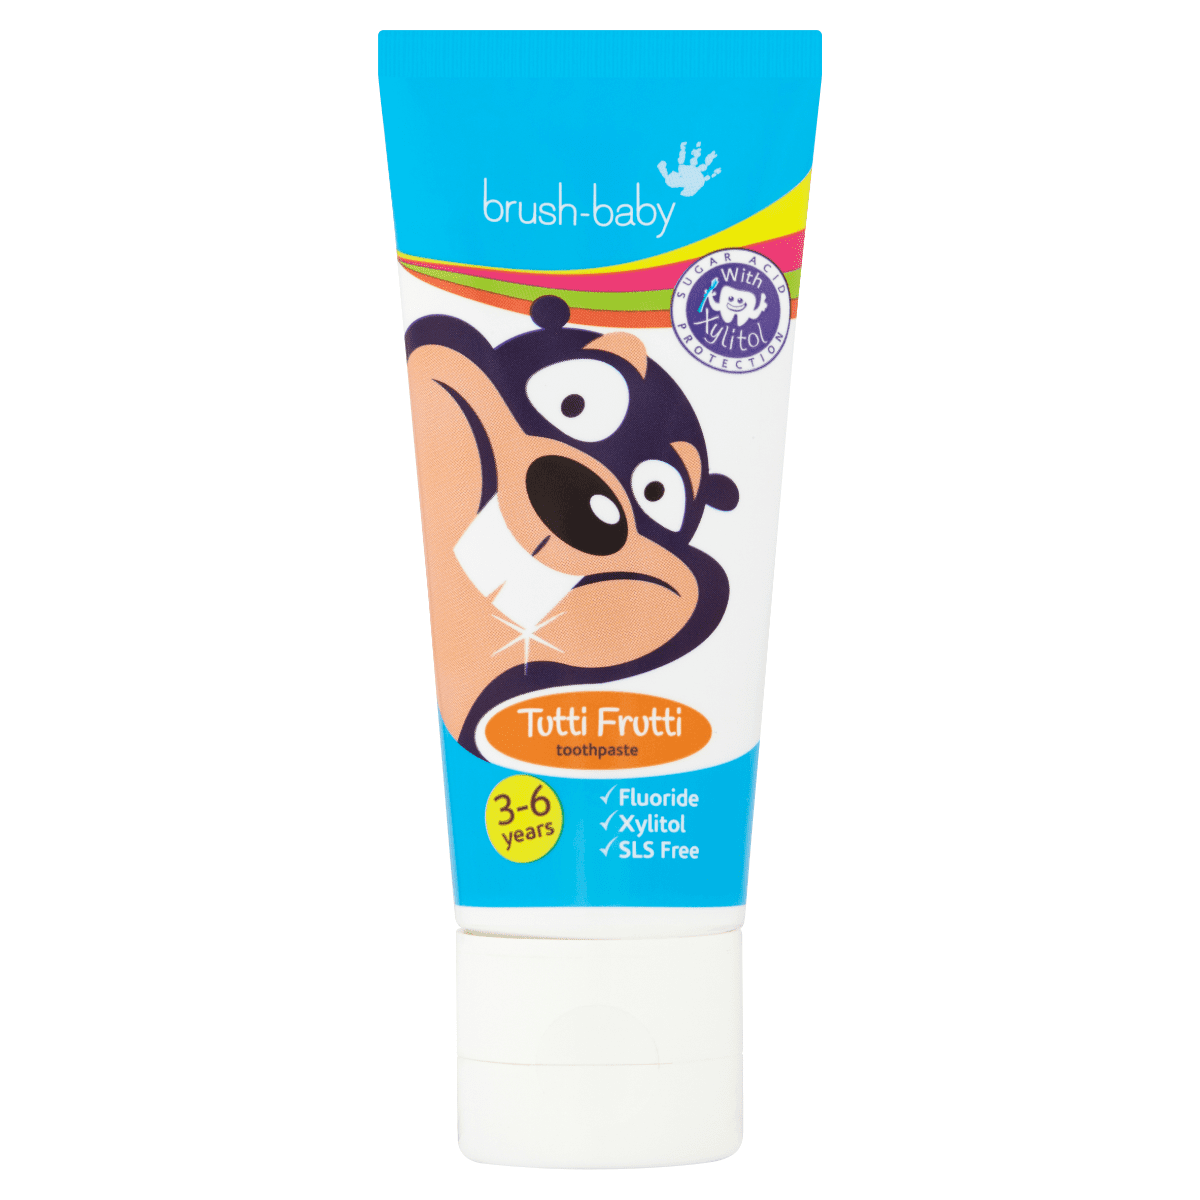 brush-baby
SUGAR ACID
With
Xylitol
PROTECTION
Tutti Frutti
toothpaste
3-6
years
✓ Fluoride
✓ Xylitol
✓ SLS Free